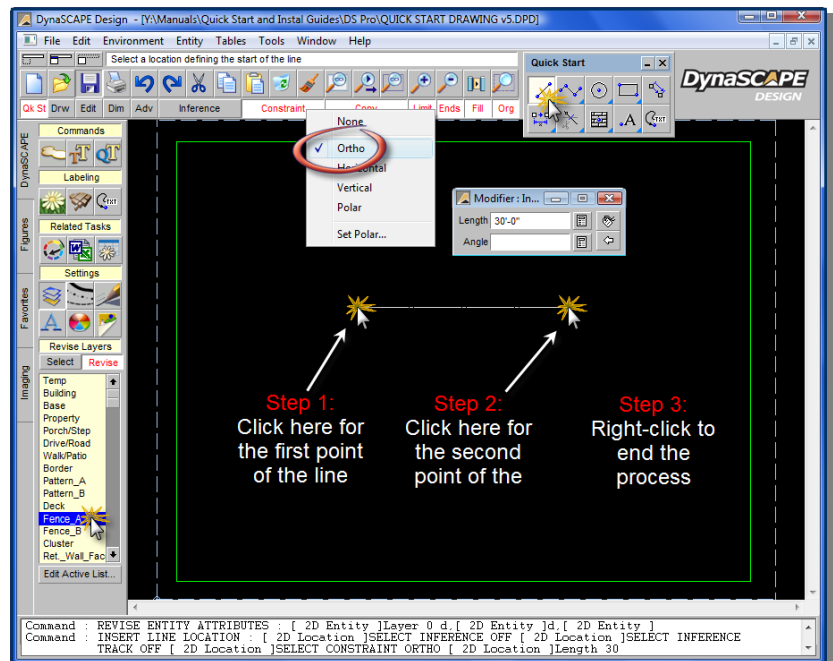 DynaSCAPE Design - [Y:\Manuals\Quick Start and Instal Guides\DS Pro\QUICK START DRAWING v5.DPD]
File Edit Environment Entity Tables Tools Window Help
Select a location defining the start of the line
Quick Start
DynaSCAPE
DESIGN
Qk St Drw Edit Dim Adv Inference Constraint Copy Limit Ends Fill Org
None
Ortho
Horizontal
Vertical
Polar
Set Polar...
Modifier : In...
Length 30'-0"
Angle
DynaSCAPE
Figures
Favorites
Imaging
Commands
Labeling
Related Tasks
Settings
Revise Layers
Select Revise
Temp
Building
Base
Property
Porch/Step
Drive/Road
Walk/Patio
Border
Pattern_A
Pattern_B
Deck
Fence_A
Fence_B
Cluster
Ret._Wall_Fac
Edit Active List...
Step 1:
Click here for
the first point
of the line
Step 2:
Click here for
the second
point of the
Step 3:
Right-click to
end the
process
Command : REVISE ENTITY ATTRIBUTES : [ 2D Entity ]Layer 0 d,[ 2D Entity ]d,[ 2D Entity ]
Command : INSERT LINE LOCATION : [ 2D Location ]SELECT INFERENCE OFF [ 2D Location ]SELECT INFERENCE
TRACK OFF [ 2D Location ]SELECT CONSTRAINT ORTHO [ 2D Location ]Length 30